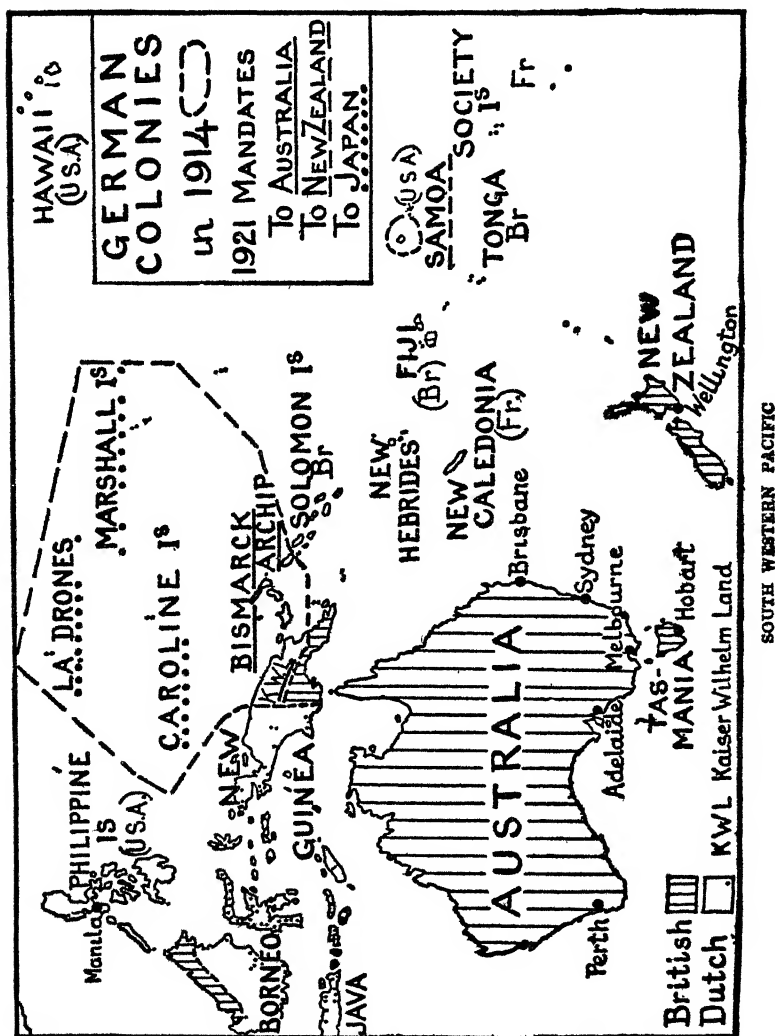 HAWAII
(U.S.A)
GERMAN
COLONIES
in 1914
1921 MANDATES
To AUSTRALIA
To NEW ZEALAND
To JAPAN
PHILIPPINE
IS
(U.S.A)
Manila
LA'DRONES
MARSHALL Is
CAROLINE Is
BISMARCK
ARCHIP
SOLOMON Is
Br
NEW
GUINEA
KWL
BORNEO
JAVA
SAMOA
(USA)
SOCIETY
Is
Fr
TONGA
Br
FIJI
(Br)
NEW
HEBRIDES
NEW
CALEDONIA
(Fr.)
AUSTRALIA
Brisbane
Sydney
Melbourne
Adelaide
Perth
TAS-
MANIA
Hobart
NEW
ZEALAND
Wellington
British
Dutch
KWL Kaiser Wilhelm Land
SOUTH WESTERN PACIFIC